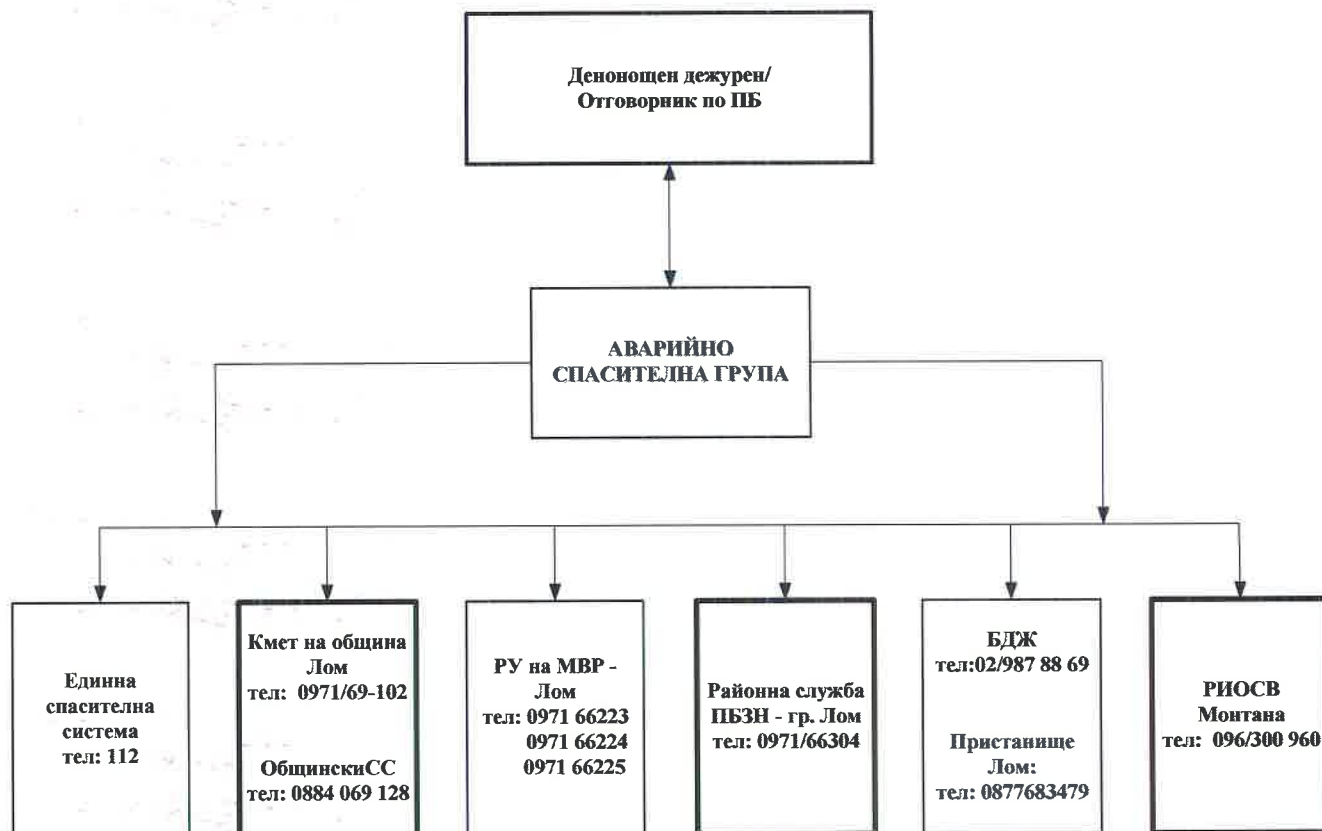 Денонощен дежурен/
Отговорник по ПБ
АВАРИЙНО
СПАСИТЕЛНА ГРУПА
Единна
спасителна
система
тел: 112
Кмет на община
Лом
тел: 0971/69-102
ОбщинскиСС
тел: 0884 069 128
РУ на МВР -
Лом
тел: 0971 66223
0971 66224
0971 66225
Районна служба
ПБЗН - гр. Лом
тел: 0971/66304
БДЖ
тел:02/987 88 69
Пристанище
Лом:
тел: 0877683479
РИОСВ
Монтана
тел: 096/300 960